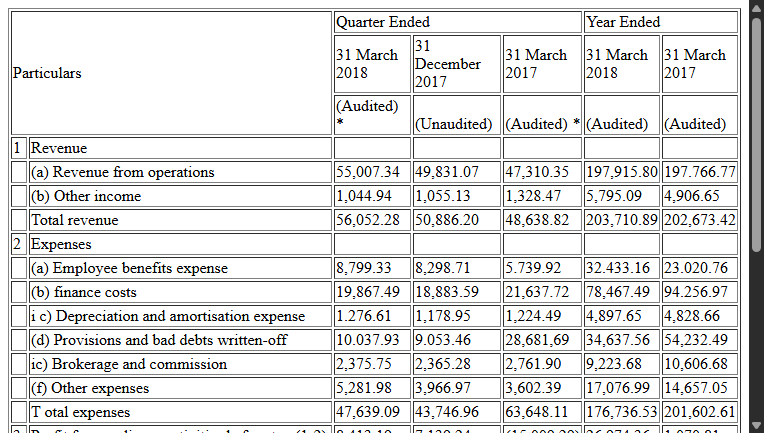 Quarter Ended Year Ended
Particulars 31 March 2018 31 December 2017 31 March 2017 31 March 2018 31 March 2017
(Audited) * (Unaudited) (Audited) * (Audited) (Audited)
1 Revenue
(a) Revenue from operations 55,007.34 49,831.07 47,310.35 197,915.80 197.766.77
(b) Other income 1,044.94 1,055.13 1,328.47 5,795.09 4,906.65
Total revenue 56,052.28 50,886.20 48,638.82 203,710.89 202,673.42
2 Expenses
(a) Employee benefits expense 8,799.33 8,298.71 5.739.92 32.433.16 23.020.76
(b) finance costs 19,867.49 18,883.59 21,637.72 78,467.49 94.256.97
i c) Depreciation and amortisation expense 1.276.61 1,178.95 1,224.49 4,897.65 4,828.66
(d) Provisions and bad debts written-off 10.037.93 9.053.46 28,681,69 34,637.56 54,232.49
ic) Brokerage and commission 2,375.75 2,365.28 2,761.90 9,223.68 10,606.68
(f) Other expenses 5,281.98 3,966,97 3,602.39 17,076.99 14,657.05
T otal expenses 47,639.09 43,746.96 63,648.11 176,736.53 201,602.61